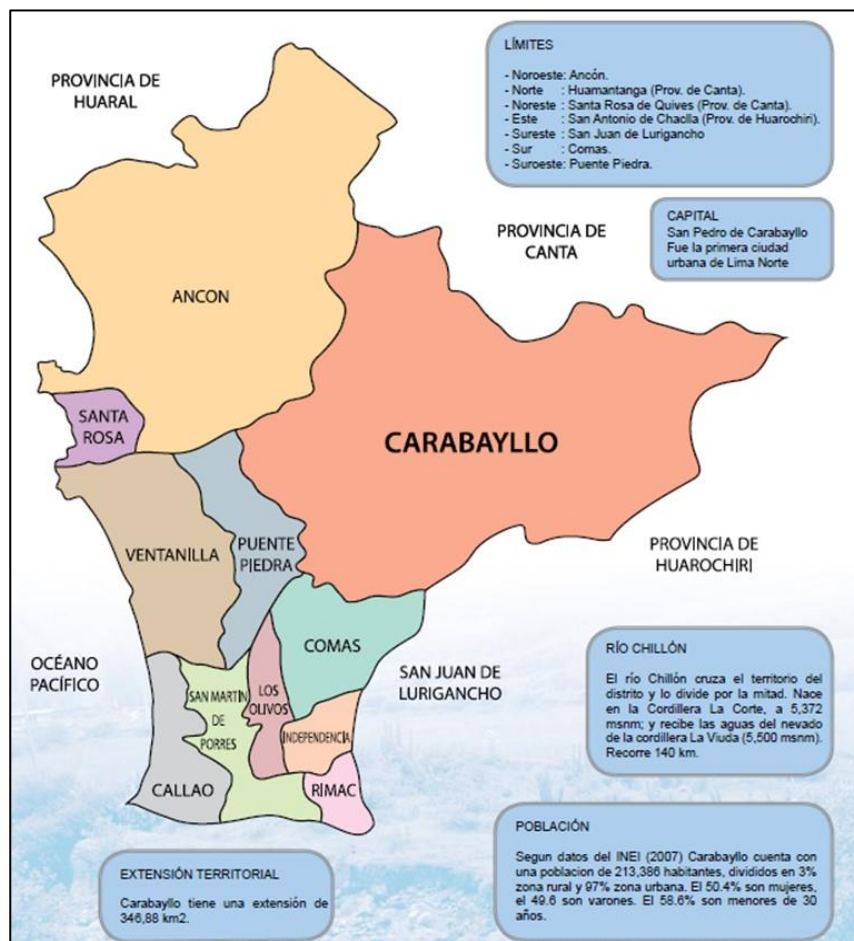 LÍMITES
- Noroeste: Ancón.
- Norte : Huamantanga (Prov. de Canta).
- Noreste : Santa Rosa de Quives (Prov. de Canta).
- Este : San Antonio de Chaclla (Prov. de Huarochiri).
- Sureste : San Juan de Lurigancho
- Sur : Comas.
- Suroeste: Puente Piedra.
PROVINCIA DE
HUARAL
CAPITAL
San Pedro de Carabayllo
Fue la primera ciudad
urbana de Lima Norte
PROVINCIA DE
CANTA
ANCON
SANTA
ROSA
CARABAYLLO
VENTANILLA
PUENTE
PIEDRA
PROVINCIA DE
HUAROCHIRI
OCÉANO
PACÍFICO
COMAS
SAN JUAN DE
LURIGANCHO
SAN MARTIN
DE
PORRES
LOS
OLIVOS
INDEPENDENCIA
CALLAO
RIMAC
RÍO CHILLÓN
El río Chillón cruza el territorio del
distrito y lo divide por la mitad. Nace
en la Cordillera La Corte, a 5,372
msnm; y recibe las aguas del nevado
de la cordillera La Viuda (5,500 msnm).
Recorre 140 km.
POBLACIÓN
Segun datos del INEI (2007) Carabayllo cuenta con
una poblacion de 213,386 habitantes, divididos en 3%
zona rural y 97% zona urbana. El 50.4% son mujeres,
el 49.6 son varones. El 58.6% son menores de 30
años.
EXTENSIÓN TERRITORIAL
Carabayllo tiene una extensión de
346,88 km2.